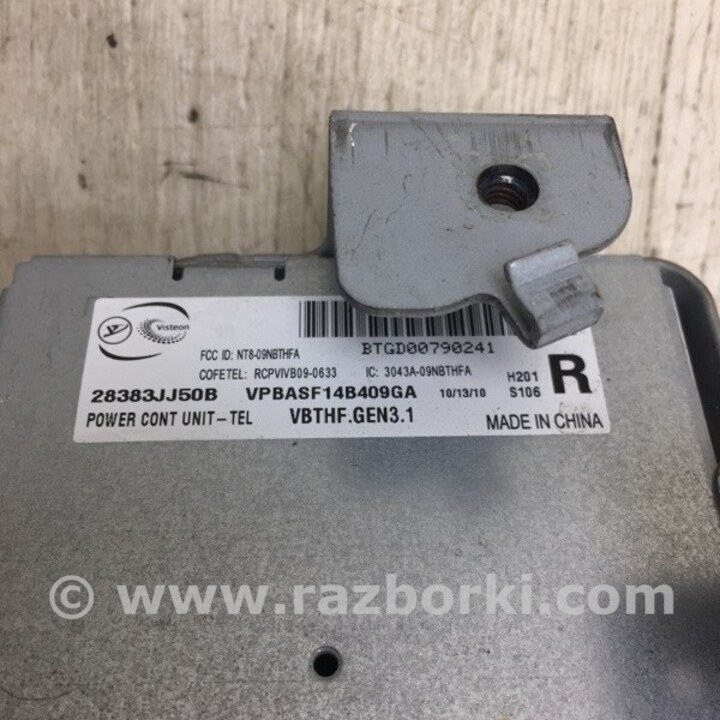 Visteon
FCC ID: NT8-09NBTHFA
BTGD00790241
COFETEL: RCPVIVB09-0633 IC: 3043A-09NBTHFA
28383JJ50B VPBASF14B409GA 10/13/10 H201 S106 R
POWER CONT UNIT-TEL VBTHF.GEN3.1 MADE IN CHINA
© www.razborki.com